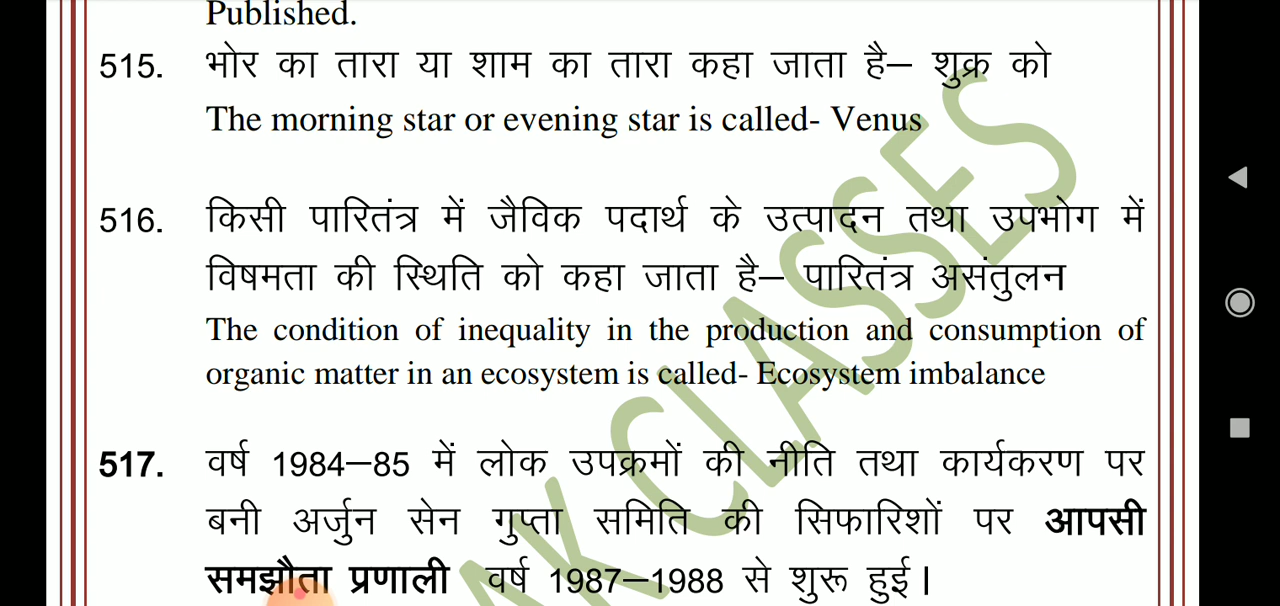 Published.
515. भोर का तारा या शाम का तारा कहा जाता है– शुक्र को
The morning star or evening star is called- Venus
516. किसी पारितंत्र में जैविक पदार्थ के उत्पादन तथा उपभोग में
विषमता की स्थिति को कहा जाता है– पारितंत्र असंतुलन
The condition of inequality in the production and consumption of
organic matter in an ecosystem is called- Ecosystem imbalance
517. वर्ष 1984–85 में लोक उपक्रमों की नीति तथा कार्यकरण पर
बनी अर्जुन सेन गुप्ता समिति की सिफारिशों पर आपसी
समझौता प्रणाली वर्ष 1987–1988 से शुरू हुई।
AK CLASSES